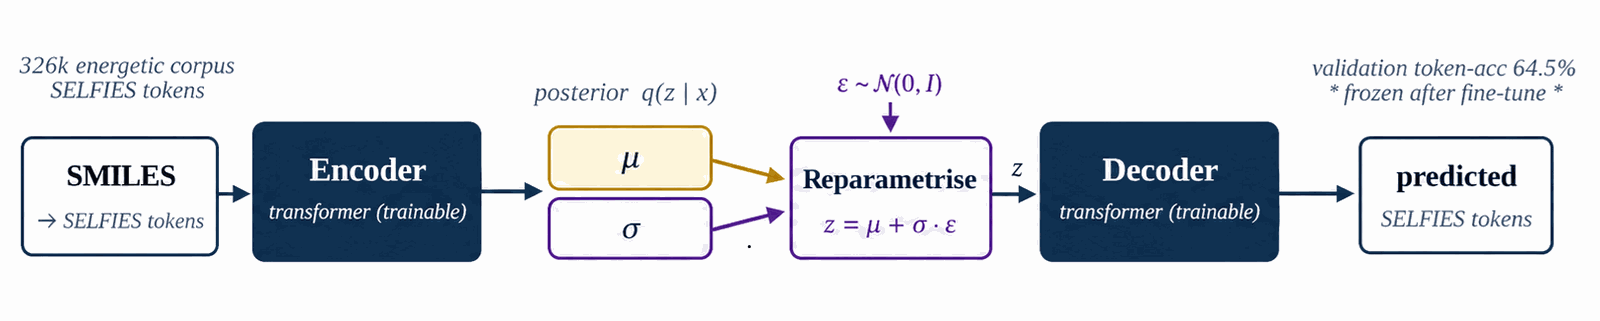 326k energetic corpus
SELFIES tokens
SMILES
→ SELFIES tokens
Encoder
transformer (trainable)
posterior q(z | x)
μ
σ
ε ~ 𝒩(0, I)
Reparametrise
z = μ + σ · ε
z
Decoder
transformer (trainable)
validation token-acc 64.5%
* frozen after fine-tune *
predicted
SELFIES tokens